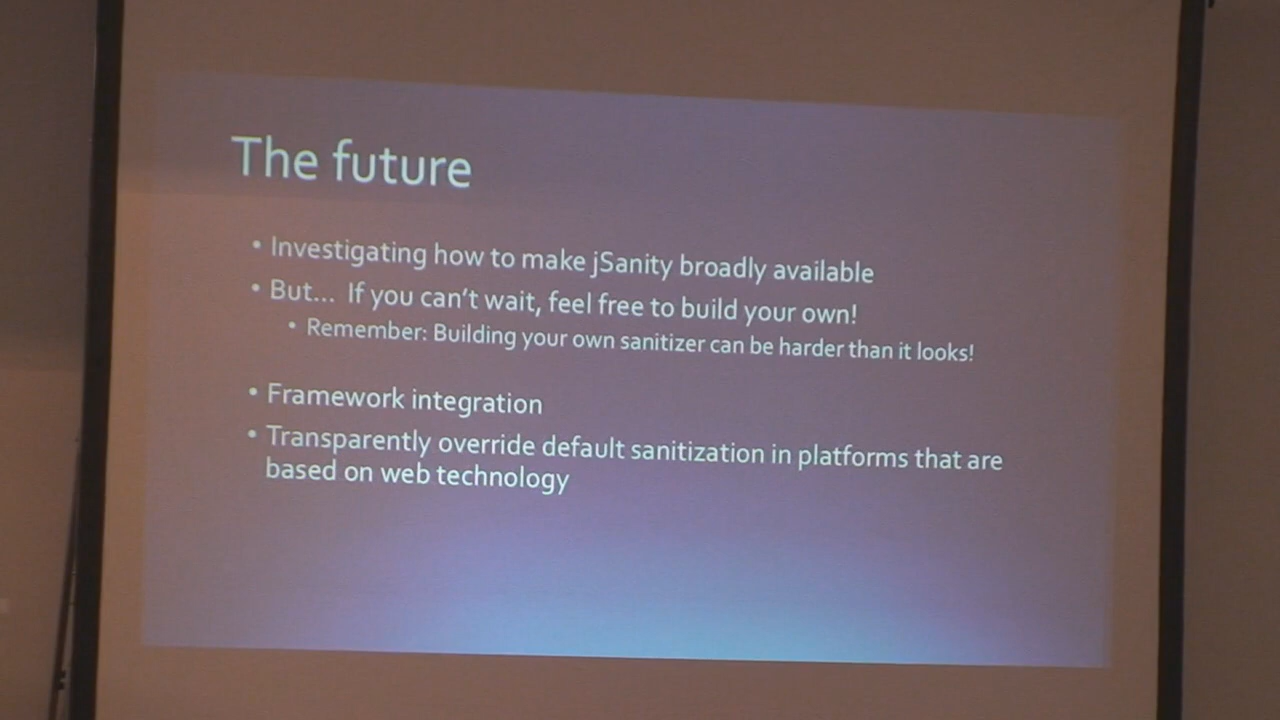 The future
• Investigating how to make jSanity broadly available
• But... If you can't wait, feel free to build your own!
• Remember: Building your own sanitizer can be harder than it looks!
• Framework integration
• Transparently override default sanitization in platforms that are
based on web technology